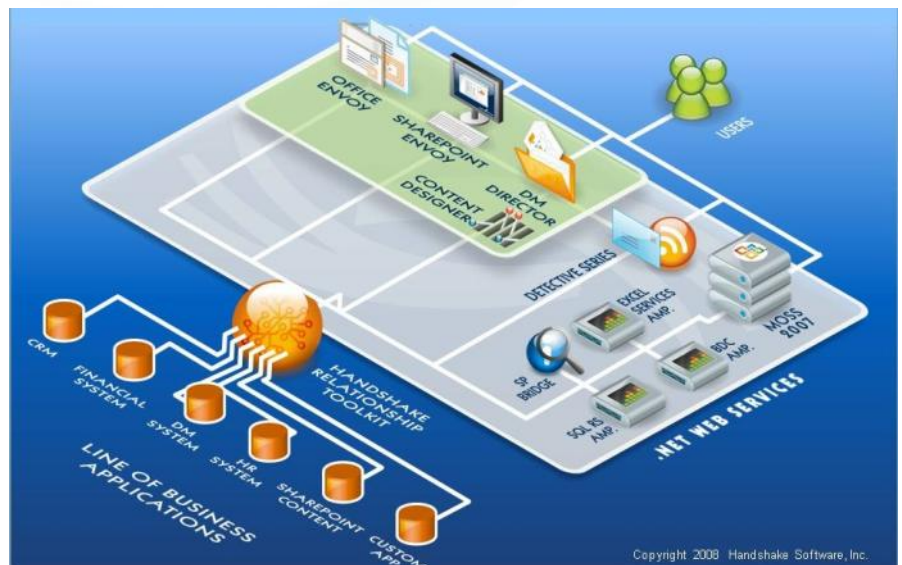 OFFICE
ENVOY
SHAREPOINT
ENVOY
DM
DIRECTOR
CONTENT
DESIGNER
USERS
DETECTIVE SERIES
EXCEL SERVICES
AMP.
MOSS
2007
SP
BRIDGE
BDC
AMP.
SQL RS
AMP.
.NET WEB SERVICES
HANDSHAKE
RELATIONSHIP
TOOLKIT
CRM
FINANCIAL
SYSTEM
DM
SYSTEM
HR
SYSTEM
SHAREPOINT
CONTENT
CUSTOM
APP
LINE OF BUSINESS
APPLICATIONS
Copyright 2008 Handshake Software, Inc.